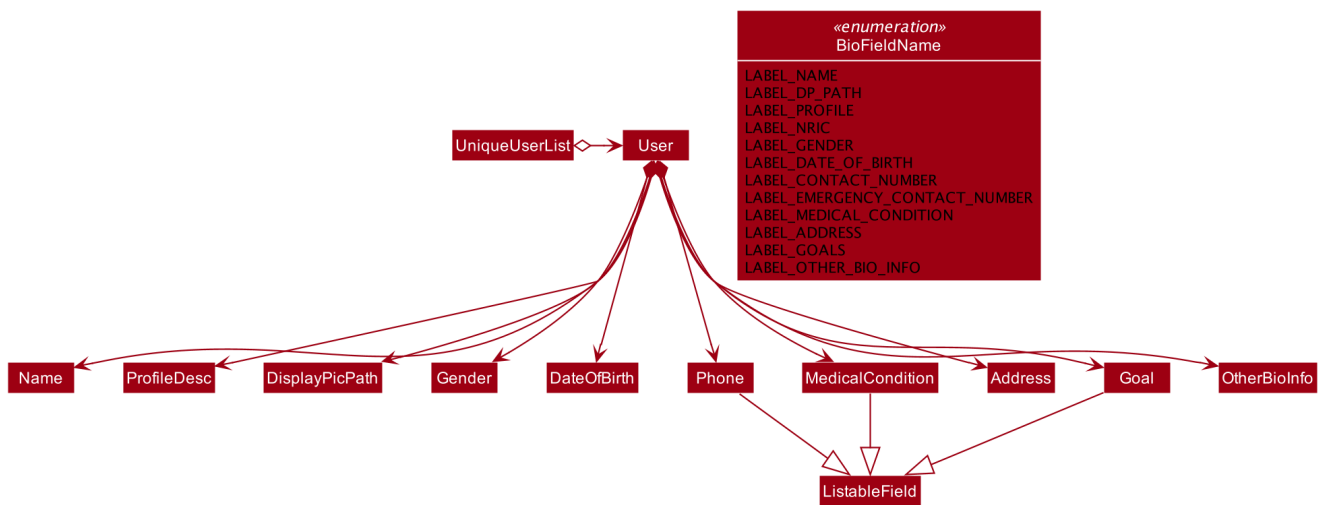 «enumeration»
BioFieldName
LABEL_NAME
LABEL_DP_PATH
LABEL_PROFILE
LABEL_NRIC
LABEL_GENDER
LABEL_DATE_OF_BIRTH
LABEL_CONTACT_NUMBER
LABEL_EMERGENCY_CONTACT_NUMBER
LABEL_MEDICAL_CONDITION
LABEL_ADDRESS
LABEL_GOALS
LABEL_OTHER_BIO_INFO
UniqueUserList
User
Name
ProfileDesc
DisplayPicPath
Gender
DateOfBirth
Phone
MedicalCondition
Address
Goal
OtherBioInfo
ListableField